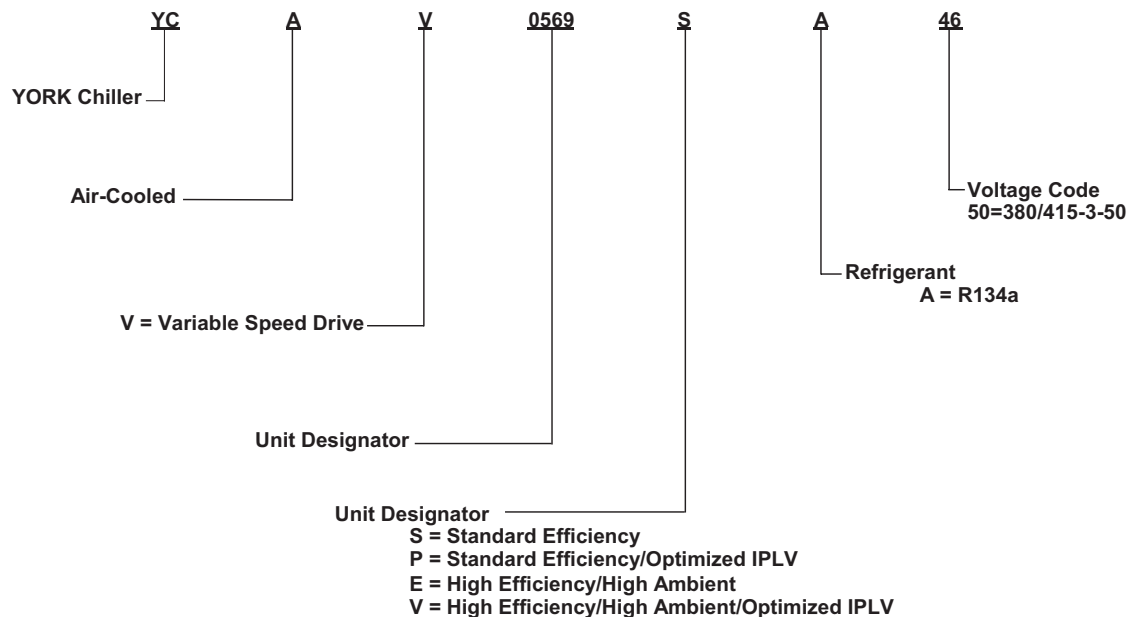 YC A V 0569 S A 46
YORK Chiller
Air-Cooled
Voltage Code
50=380/415-3-50
Refrigerant
A = R134a
V = Variable Speed Drive
Unit Designator
Unit Designator
S = Standard Efficiency
P = Standard Efficiency/Optimized IPLV
E = High Efficiency/High Ambient
V = High Efficiency/High Ambient/Optimized IPLV